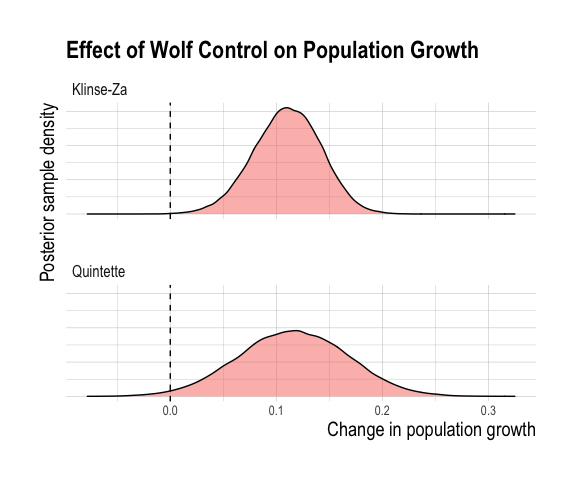 Effect of Wolf Control on Population Growth
Klinse-Za
Posterior sample density
Quintette
0.0 0.1 0.2 0.3
Change in population growth